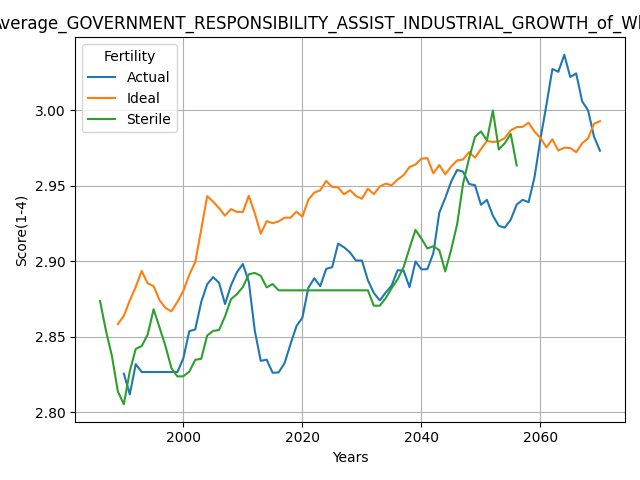 verage_GOVERNMENT_RESPONSIBILITY_ASSIST_INDUSTRIAL_GROWTH_of_W
Fertility
Actual
Ideal
Sterile
3.00
2.95
2.90
2.85
2.80
Score(1-4)
2000
2020
2040
2060
Years